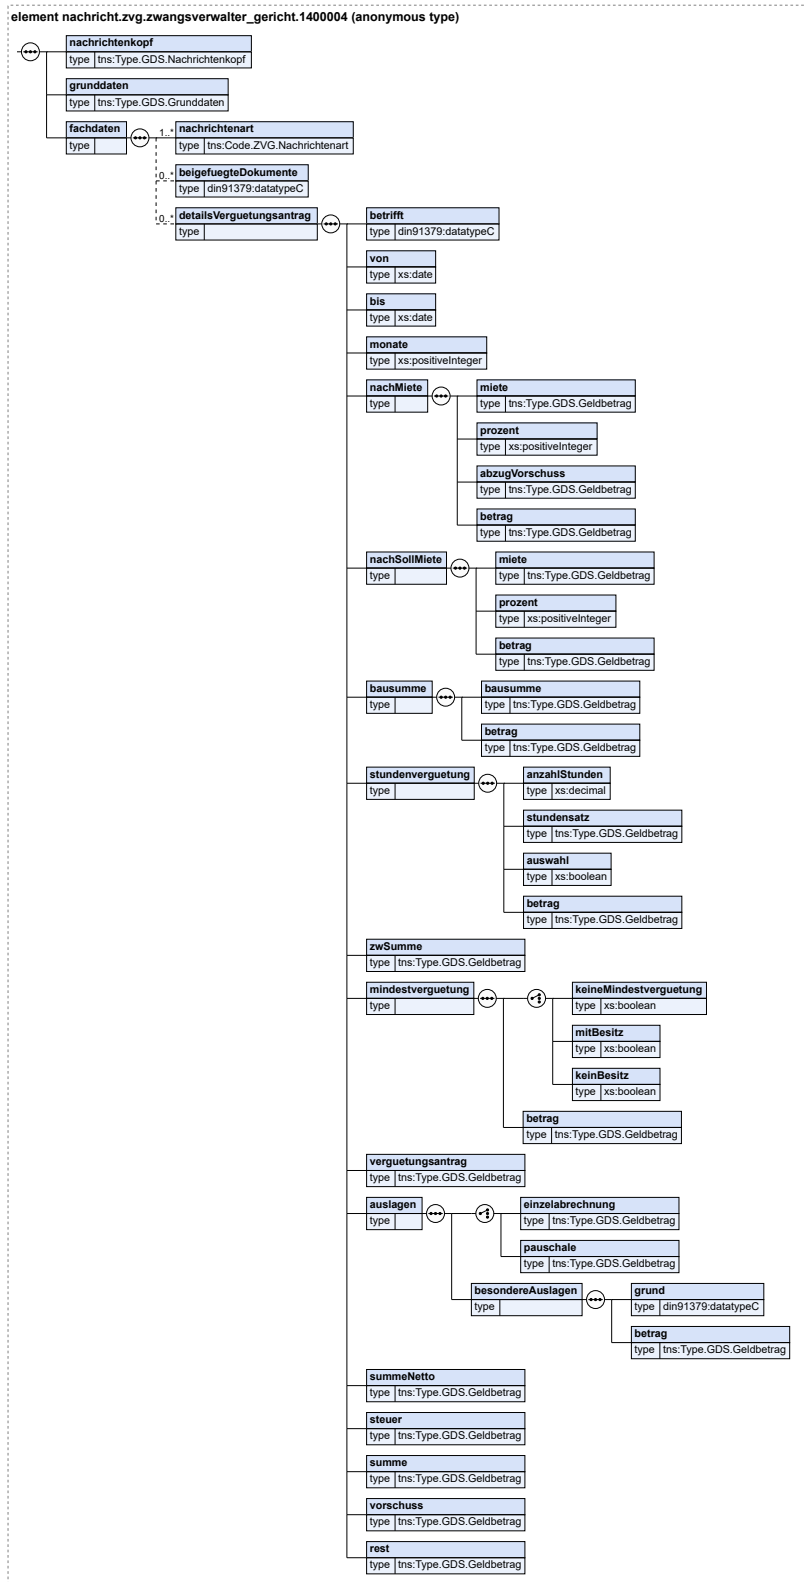 element nachricht.zvg.zwangsverwalter_gericht.1400004 (anonymous type)
nachrichtenkopf
type tns:Type.GDS.Nachrichtenkopf
grunddaten
type tns:Type.GDS.Grunddaten
fachdaten
type
1..*
nachrichtenart
type tns:Code.ZVG.Nachrichtenart
0..*
beigefuegteDokumente
type din91379:datatypeC
0..*
detailsVerguetungsantrag
type
betrifft
type din91379:datatypeC
von
type xs:date
bis
type xs:date
monate
type xs:positiveInteger
nachMiete
type
miete
type tns:Type.GDS.Geldbetrag
prozent
type xs:positiveInteger
abzugVorschuss
type tns:Type.GDS.Geldbetrag
betrag
type tns:Type.GDS.Geldbetrag
nachSollMiete
type
miete
type tns:Type.GDS.Geldbetrag
prozent
type xs:positiveInteger
betrag
type tns:Type.GDS.Geldbetrag
bausumme
type
bausumme
type tns:Type.GDS.Geldbetrag
betrag
type tns:Type.GDS.Geldbetrag
stundenverguetung
type
anzahlStunden
type xs:decimal
stundensatz
type tns:Type.GDS.Geldbetrag
auswahl
type xs:boolean
betrag
type tns:Type.GDS.Geldbetrag
zwSumme
type tns:Type.GDS.Geldbetrag
mindestverguetung
type
keineMindestverguetung
type xs:boolean
mitBesitz
type xs:boolean
keinBesitz
type xs:boolean
betrag
type tns:Type.GDS.Geldbetrag
verguetungsantrag
type tns:Type.GDS.Geldbetrag
auslagen
type
einzelabrechnung
type tns:Type.GDS.Geldbetrag
pauschale
type tns:Type.GDS.Geldbetrag
besondereAuslagen
type
grund
type din91379:datatypeC
betrag
type tns:Type.GDS.Geldbetrag
summeNetto
type tns:Type.GDS.Geldbetrag
steuer
type tns:Type.GDS.Geldbetrag
summe
type tns:Type.GDS.Geldbetrag
vorschuss
type tns:Type.GDS.Geldbetrag
rest
type tns:Type.GDS.Geldbetrag